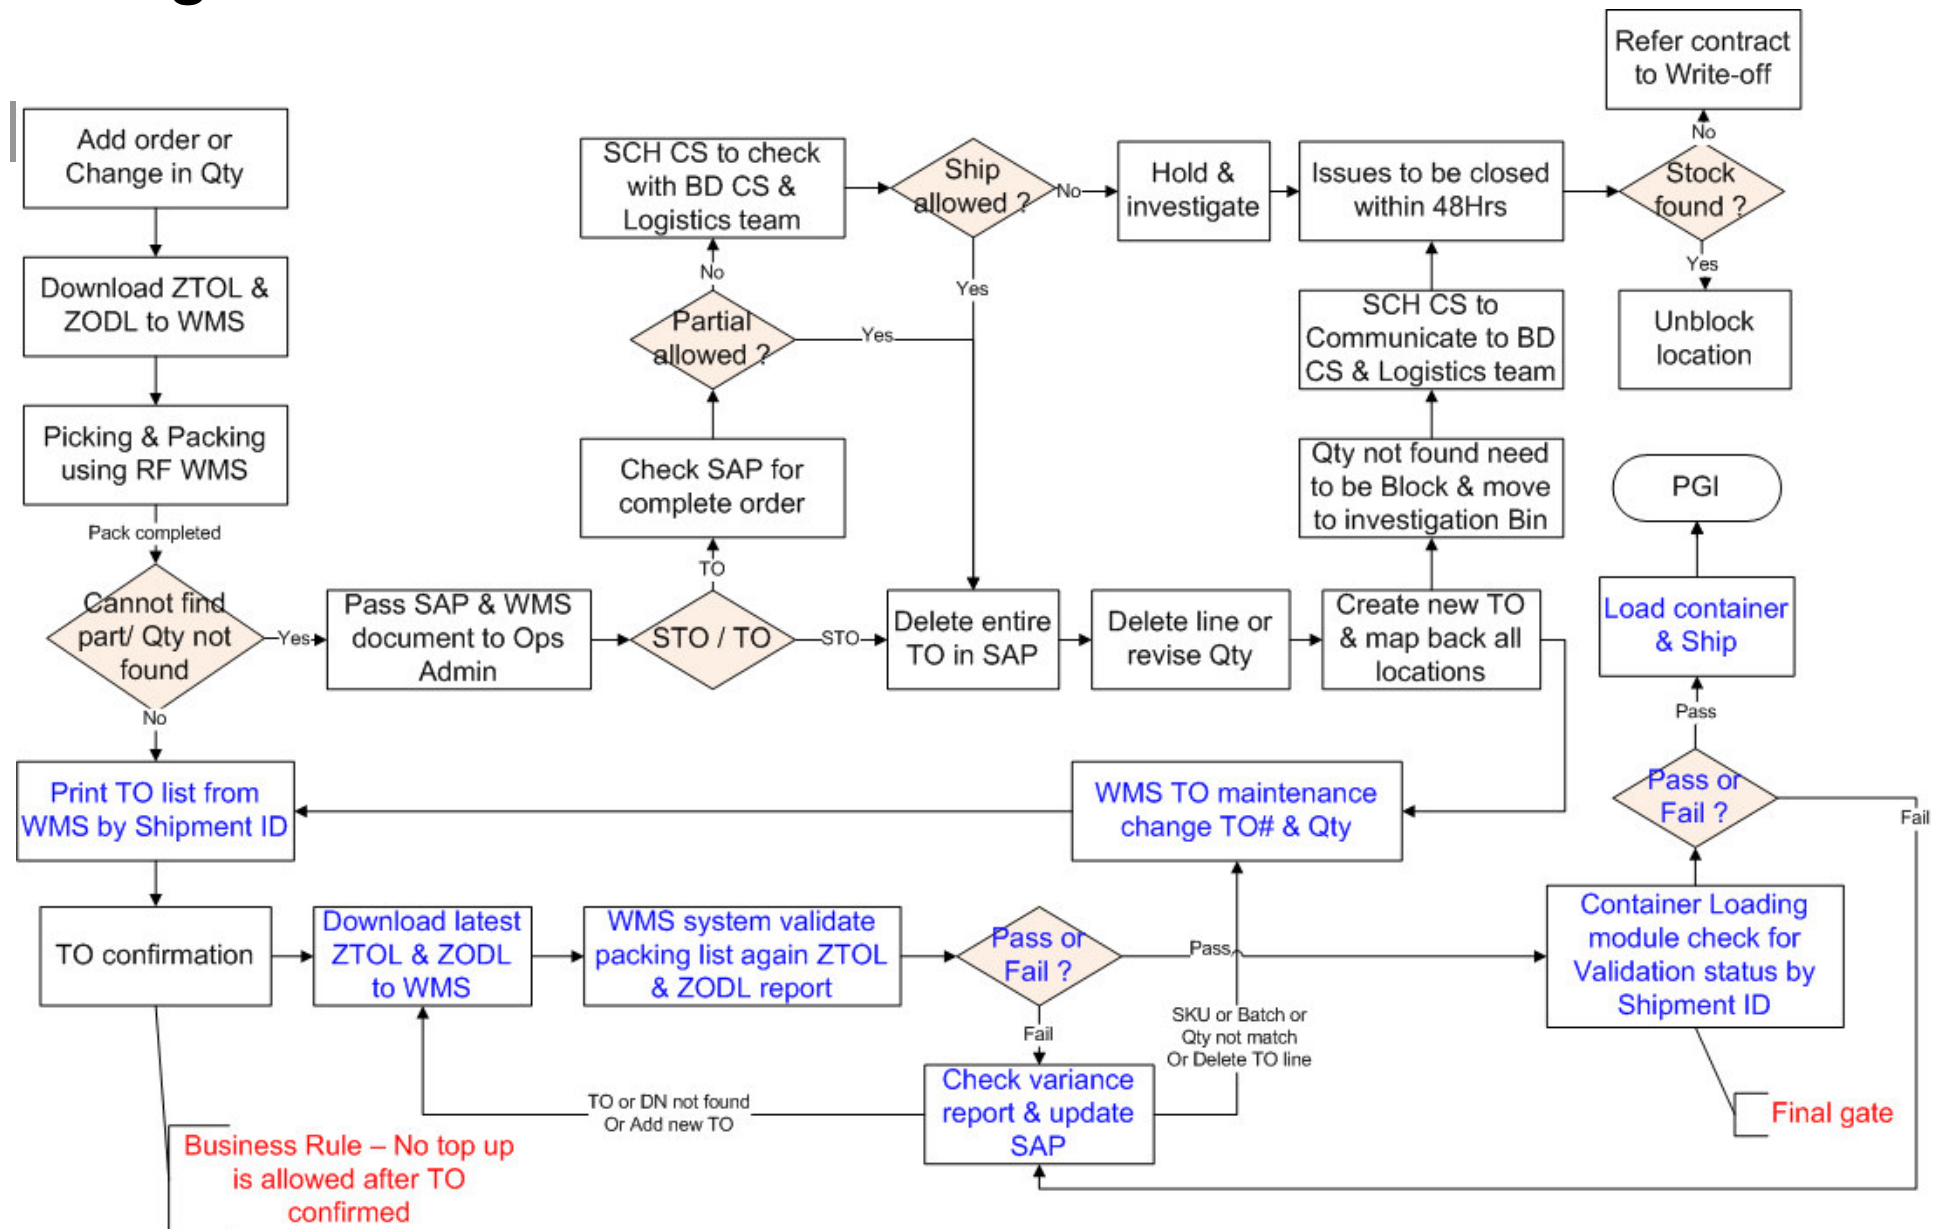 Refer contract
to Write-off
Add order or
Change in Qty
SCH CS to check
with BD CS &
Logistics team
Ship
allowed ?
No
Hold &
investigate
Issues to be closed
within 48Hrs
No
Stock
found ?
Yes
Unblock
location
Download ZTOL &
ZODL to WMS
No
Yes
Partial
allowed ?
Yes
SCH CS to
Communicate to BD
CS & Logistics team
Picking & Packing
using RF WMS
Check SAP for
complete order
Qty not found need
to be Block & move
to investigation Bin
PGI
Pack completed
Cannot find
part/ Qty not
found
Yes
Pass SAP & WMS
document to Ops
Admin
TO
STO / TO
STO
Delete entire
TO in SAP
Delete line or
revise Qty
Create new TO
& map back all
locations
Load container
& Ship
No
Pass
Print TO list from
WMS by Shipment ID
WMS TO maintenance
change TO# & Qty
Pass or
Fail ?
Fail
TO confirmation
Download latest
ZTOL & ZODL
to WMS
WMS system validate
packing list again ZTOL
& ZODL report
Pass or
Fail ?
Pass
Container Loading
module check for
Validation status by
Shipment ID
Fail
SKU or Batch or
Qty not match
Or Delete TO line
TO or DN not found
Or Add new TO
Check variance
report & update
SAP
Final gate
Business Rule – No top up
is allowed after TO
confirmed